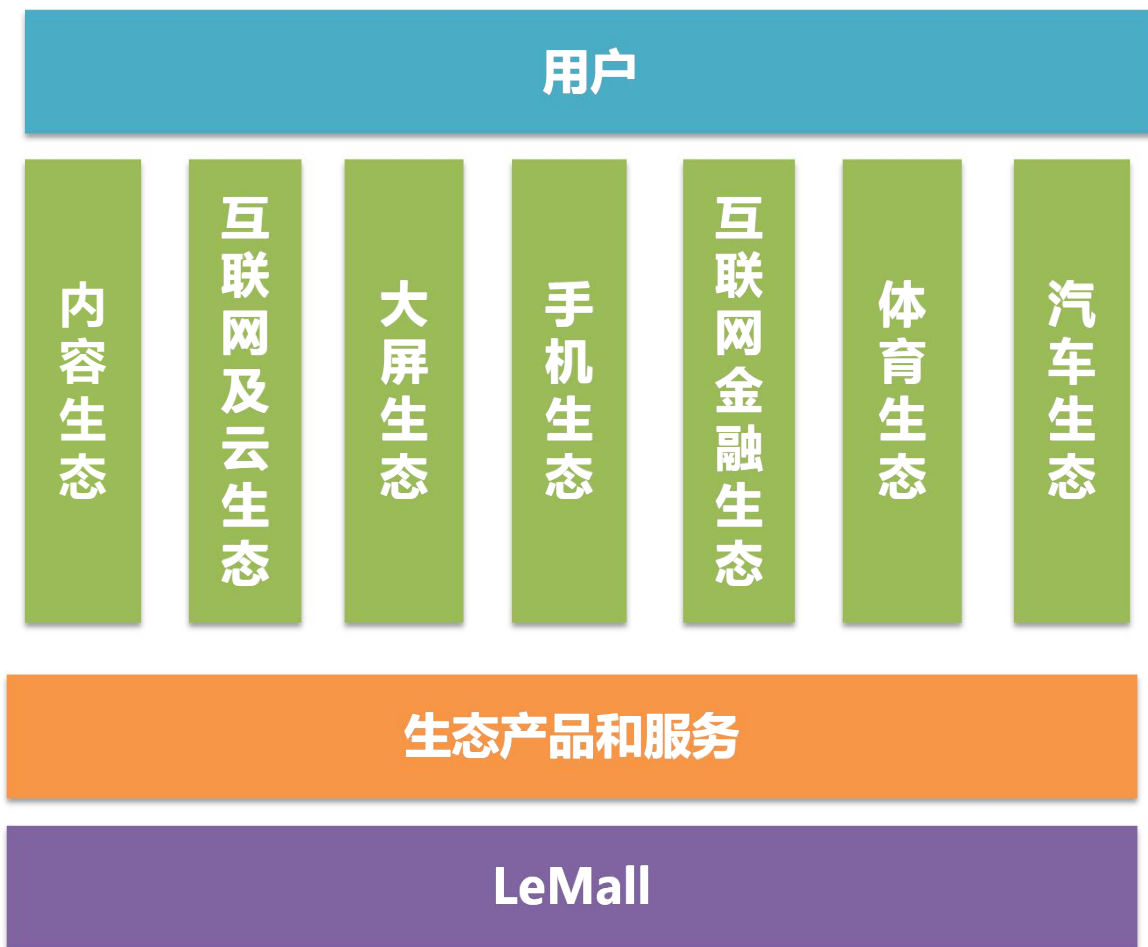 用户
内容生态
互联网及云生态
大屏生态
手机生态
互联网金融生态
体育生态
汽车生态
生态产品和服务
LeMall